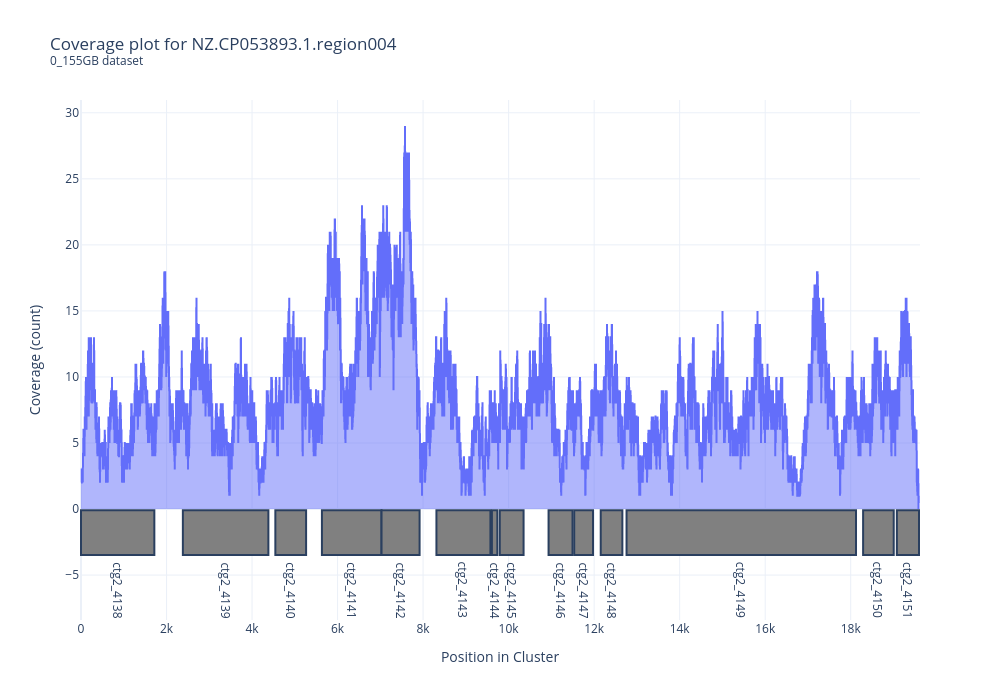 Coverage plot for NZ.CP053893.1.region004
0_155GB dataset
30
25
20
15
10
5
0
−5
Coverage (count)
ctg2_4138
ctg2_4139
ctg2_4140
ctg2_4141
ctg2_4142
ctg2_4143
ctg2_4144
ctg2_4145
ctg2_4146
ctg2_4147
ctg2_4148
ctg2_4149
ctg2_4150
ctg2_4151
0 2k 4k 6k 8k 10k 12k 14k 16k 18k
Position in Cluster